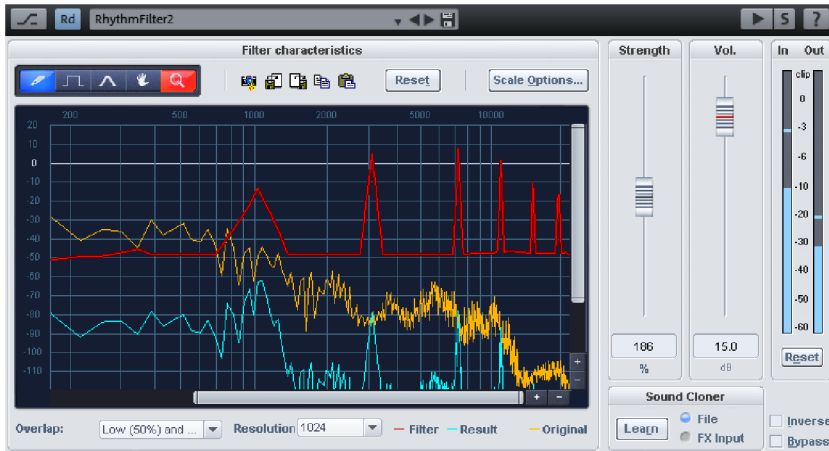 Rd RhythmFilter2 S ?
Filter characteristics Strength Vol. In Out
Reset Scale Options...
200 500 1000 2000 5000 10000
20
10
0
-10
-20
-30
-40
-50
-60
-70
-80
-90
-100
-110
+
-
+ -
Overlap: Low (50%) and ... Resolution 1024 Filter Result Original
186
%
15.0
dB
clip
0
-3
-6
-10
-20
-30
-40
-50
-60
Reset
Sound Cloner
Learn File
FX Input
Inverse
Bypass